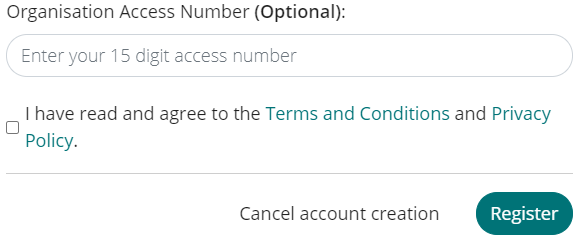 Organisation Access Number (Optional):
Enter your 15 digit access number
I have read and agree to the Terms and Conditions and Privacy
Policy.
Cancel account creation
Register